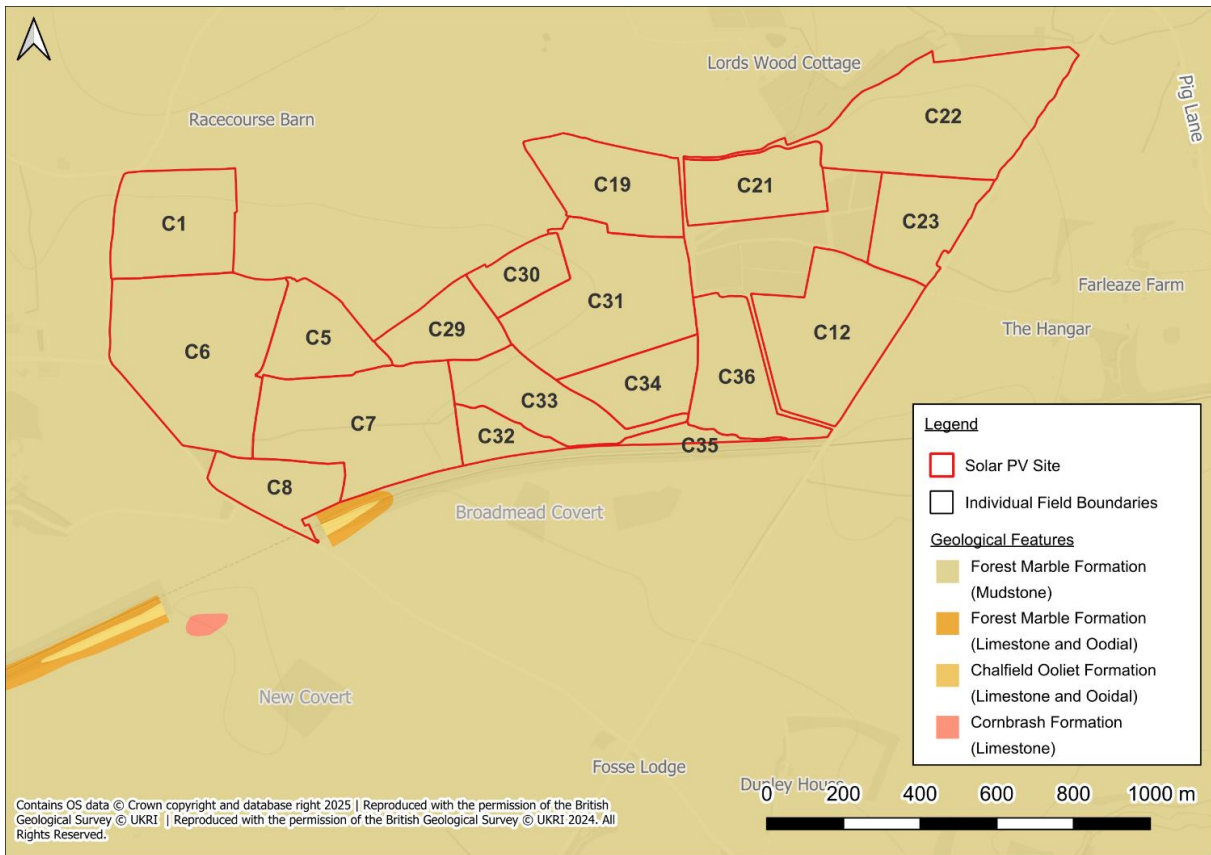 Lords Wood Cottage
Pig Lane
Racecourse Barn
C22
C19
C21
C1
C23
C30
C31
C29
C5
C6
C12
Farleaze Farm
The Hangar
C34
C36
C33
C7
C32
C35
C8
Broadmead Covert
New Covert
Fosse Lodge
Dunley House
Legend
Solar PV Site
Individual Field Boundaries
Geological Features
Forest Marble Formation
(Mudstone)
Forest Marble Formation
(Limestone and Oodial)
Chalfield Ooliet Formation
(Limestone and Ooidal)
Cornbrash Formation
(Limestone)
0 200 400 600 800 1000 m
Contains OS data © Crown copyright and database right 2025 | Reproduced with the permission of the British
Geological Survey © UKRI | Reproduced with the permission of the British Geological Survey © UKRI 2024. All
Rights Reserved.